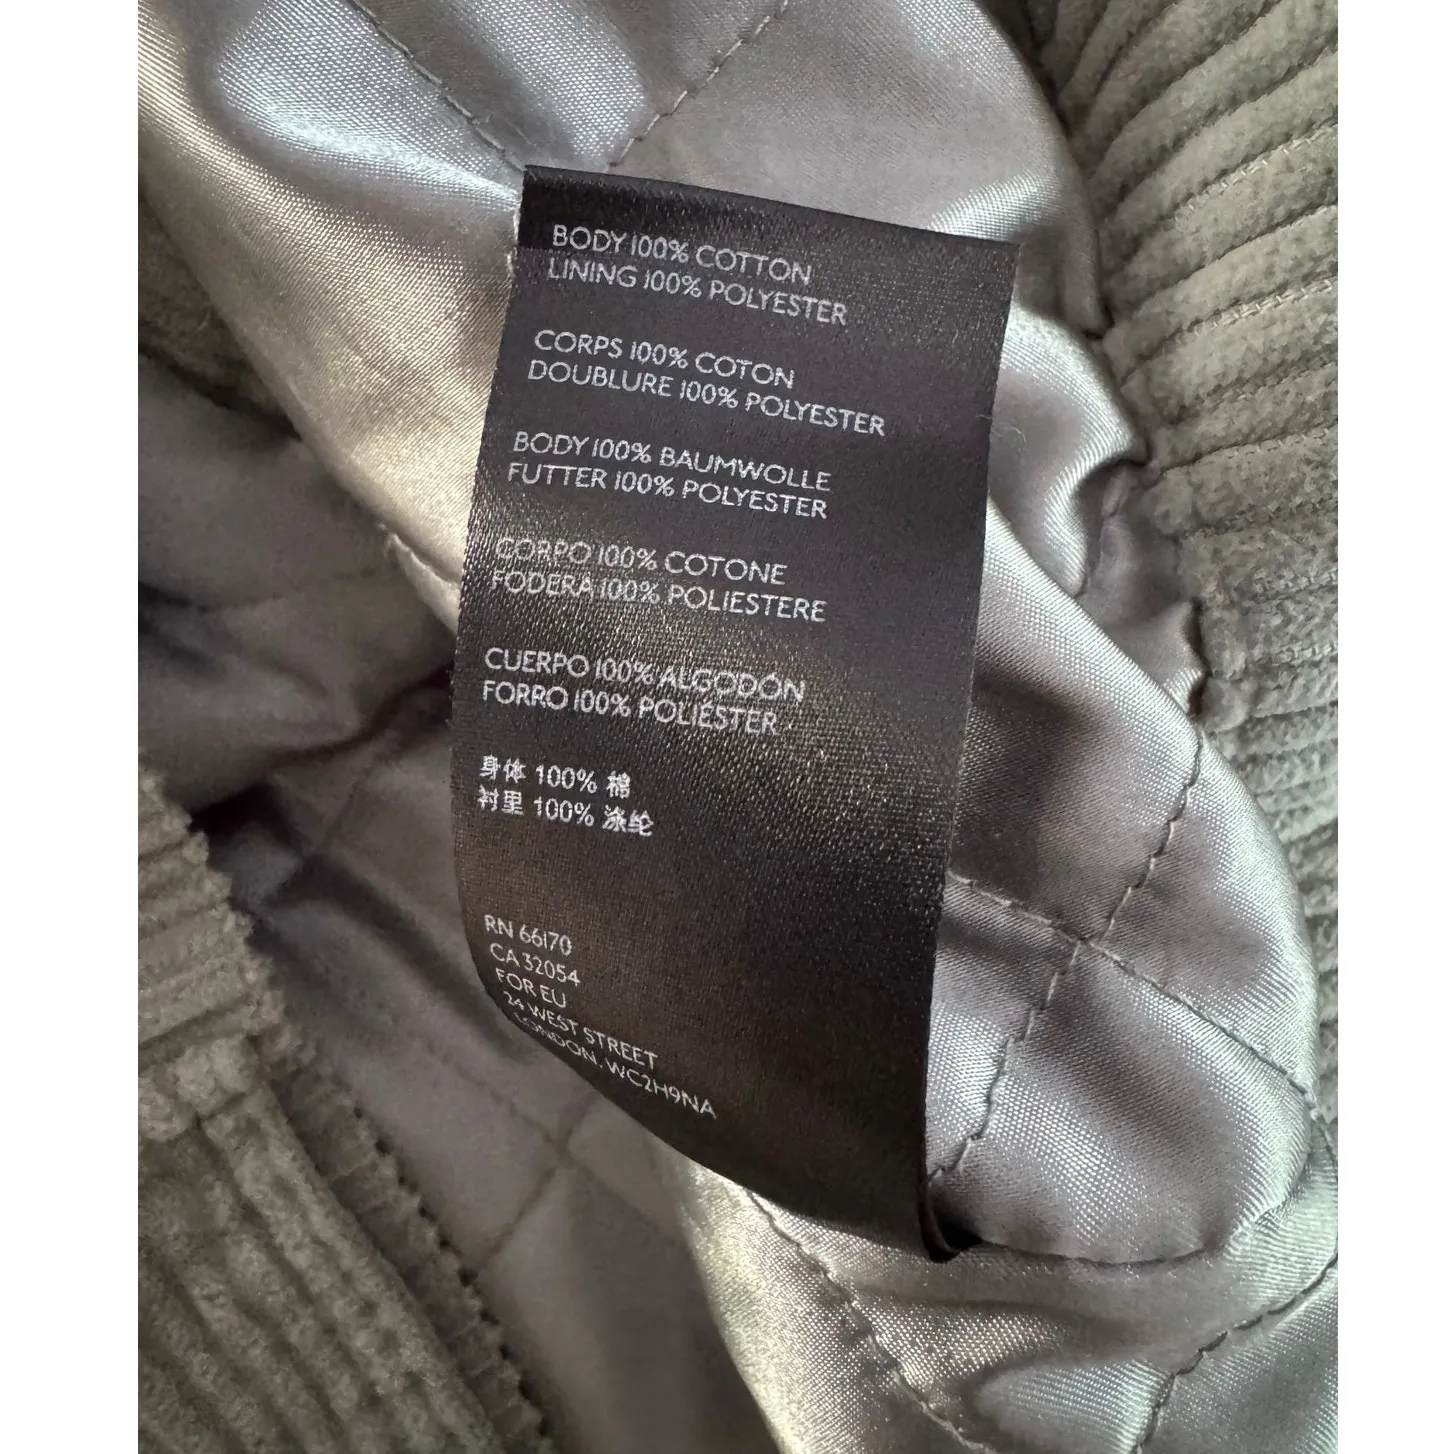 BODY 100% COTTON
LINING 100% POLYESTER
CORPS 100% COTON
DOUBLURE 100% POLYESTER
BODY 100% BAUMWOLLE
FUTTER 100% POLYESTER
CORPO 100% COTONE
FODERA 100% POLIESTERE
CUERPO 100% ALGODÓN
FORRO 100% POLIÉSTER
身体 100% 棉
衬里 100% 涤纶
RN 66170
CA 32054
FOR EU
24 WEST STREET
LONDON, WC2H9NA